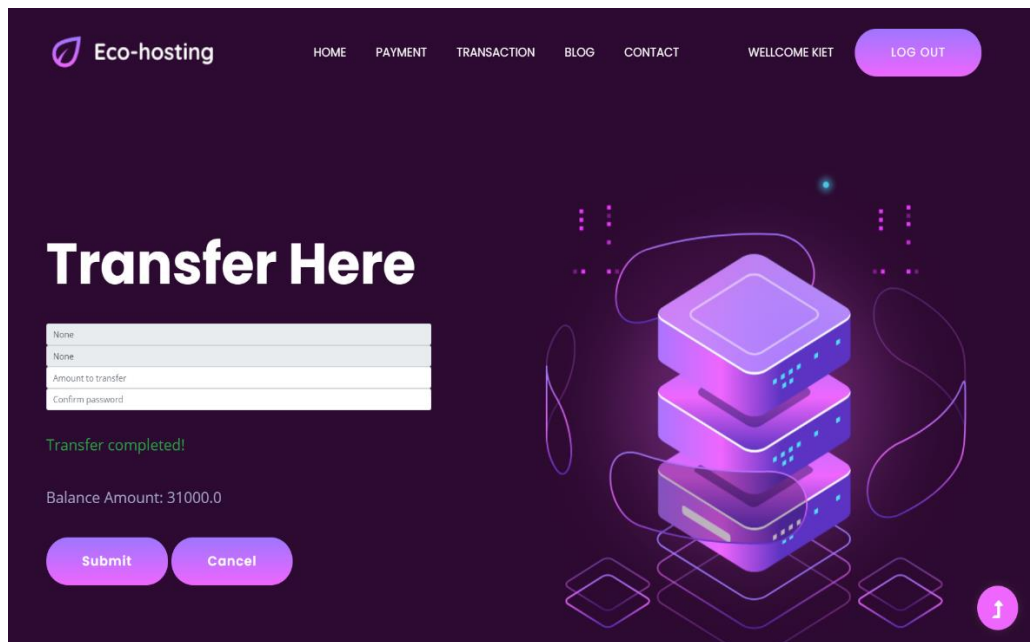 Eco-hosting
HOME PAYMENT TRANSACTION BLOG CONTACT WELLCOME KIET LOG OUT
Transfer Here
None
None
Amount to transfer
Confirm password
Transfer completed!
Balance Amount: 31000.0
Submit Cancel